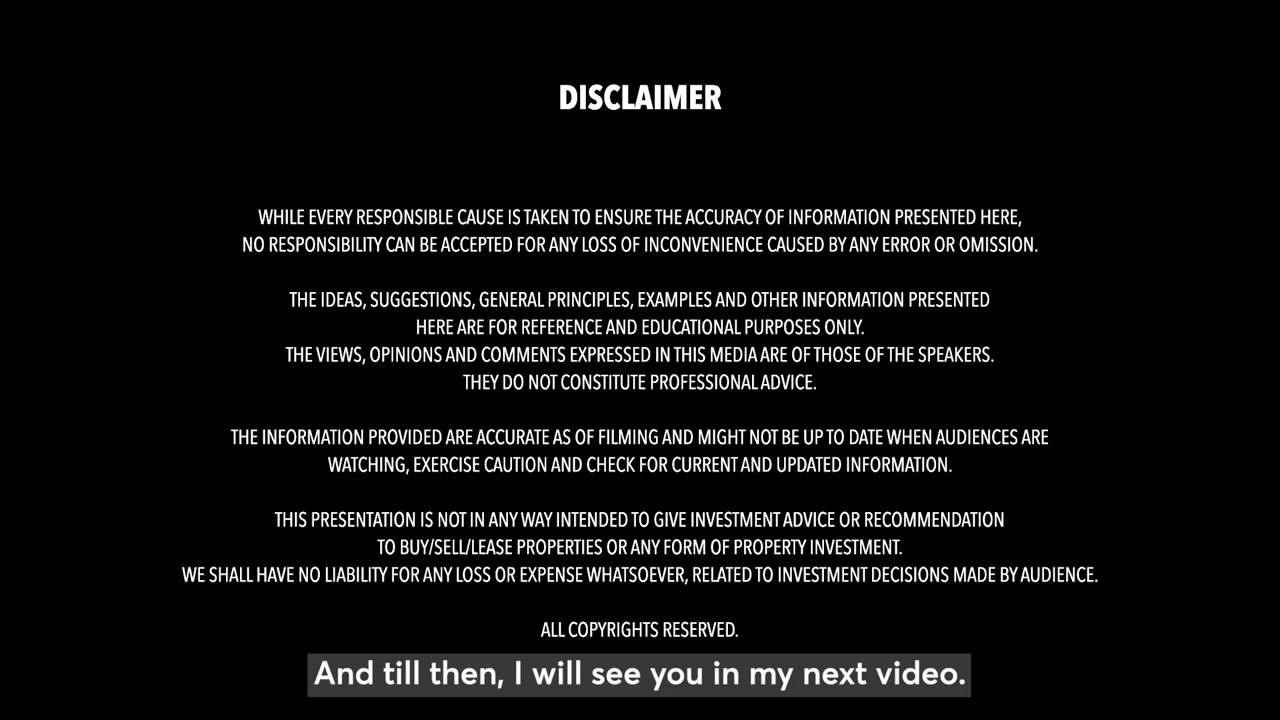 DISCLAIMER
WHILE EVERY RESPONSIBLE CAUSE IS TAKEN TO ENSURE THE ACCURACY OF INFORMATION PRESENTED HERE,
NO RESPONSIBILITY CAN BE ACCEPTED FOR ANY LOSS OF INCONVENIENCE CAUSED BY ANY ERROR OR OMISSION.
THE IDEAS, SUGGESTIONS, GENERAL PRINCIPLES, EXAMPLES AND OTHER INFORMATION PRESENTED
HERE ARE FOR REFERENCE AND EDUCATIONAL PURPOSES ONLY.
THE VIEWS, OPINIONS AND COMMENTS EXPRESSED IN THIS MEDIA ARE OF THOSE OF THE SPEAKERS.
THEY DO NOT CONSTITUTE PROFESSIONAL ADVICE.
THE INFORMATION PROVIDED ARE ACCURATE AS OF FILMING AND MIGHT NOT BE UP TO DATE WHEN AUDIENCES ARE
WATCHING, EXERCISE CAUTION AND CHECK FOR CURRENT AND UPDATED INFORMATION.
THIS PRESENTATION IS NOT IN ANY WAY INTENDED TO GIVE INVESTMENT ADVICE OR RECOMMENDATION
TO BUY/SELL/LEASE PROPERTIES OR ANY FORM OF PROPERTY INVESTMENT.
WE SHALL HAVE NO LIABILITY FOR ANY LOSS OR EXPENSE WHATSOEVER, RELATED TO INVESTMENT DECISIONS MADE BY AUDIENCE.
ALL COPYRIGHTS RESERVED.
And till then, I will see you in my next video.